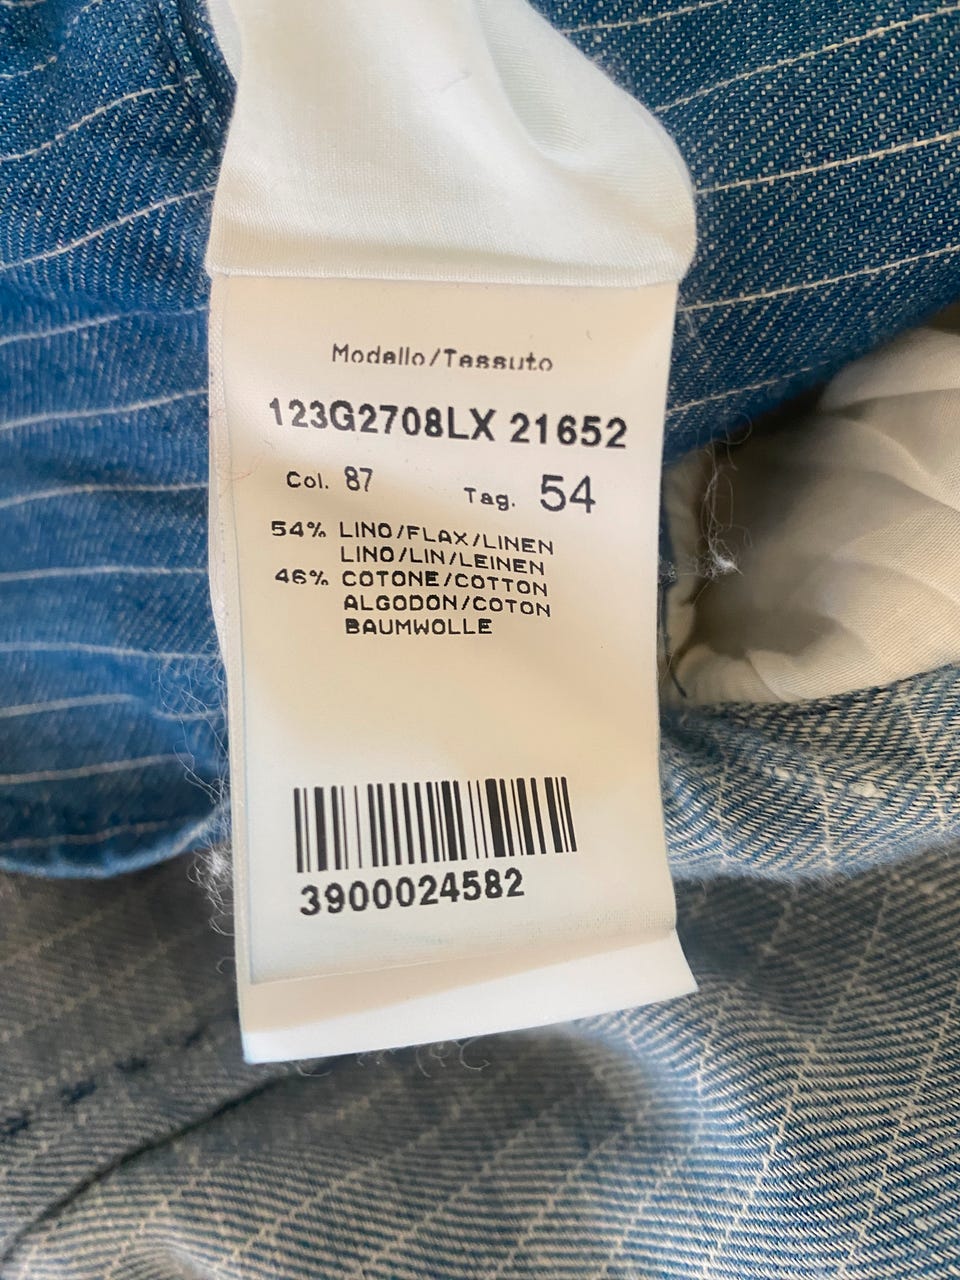 Modello/Tessuto
123G2708LX 21652
Col. 87 Tag. 54
54% LINO/FLAX/LINEN
LINO/LIN/LEINEN
46% COTONE/COTTON
ALGODON/COTON
BAUMWOLLE
3900024582